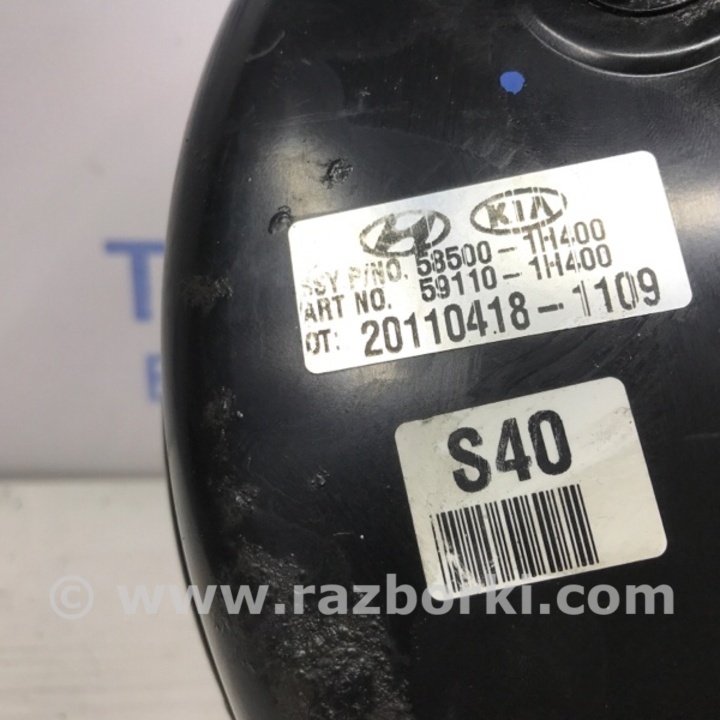 KIA
SSY P/NO. 58500-1H400
ART NO. 59110-1H400
OT: 20110418-1109
S40
© www.razborki.com